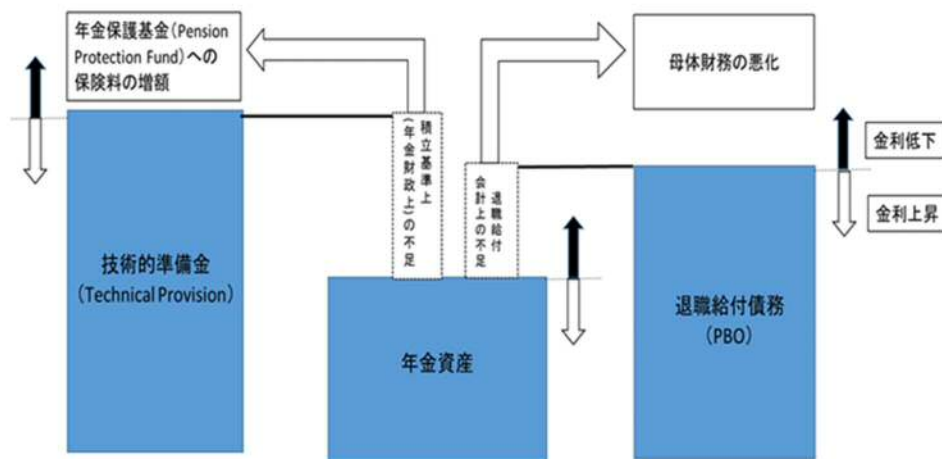 年金保護基金（Pension
Protection Fund）への
保険料の増額
母体財務の悪化
金利低下
金利上昇
積立基準上
（年金財政上）の不足
退職給付
会計上の不足
技術的準備金
（Technical Provision）
年金資産
退職給付債務
（PBO）